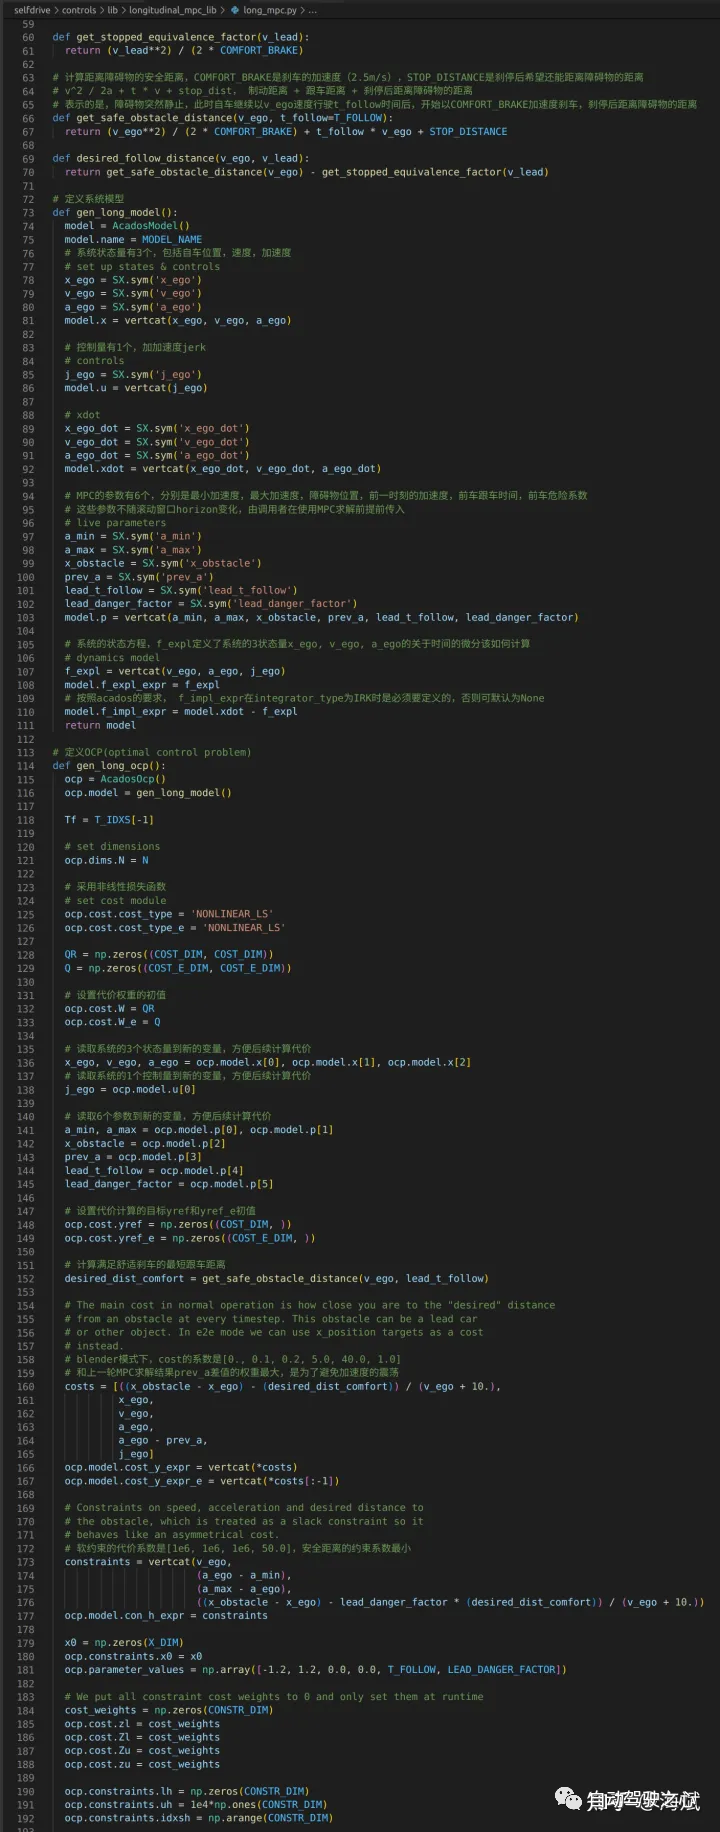 selfdrive > controls > lib > longitudinal_mpc_lib > long_mpc.py > ...
59
60 def get_stopped_equivalence_factor(v_lead):
61   return (v_lead**2) / (2 * COMFORT_BRAKE)
62
63 # 计算距离障碍物的安全距离，COMFORT_BRAKE是刹车的加速度（2.5m/s），STOP_DISTANCE是刹停后希望还能距离障碍物的距离
64 # v^2 / 2a + t * v + stop_dist， 制动距离 + 跟车距离 + 刹停后距离障碍物的距离
65 # 表示的是，障碍物突然静止，此时自车继续以v_ego速度行驶t_follow时间后，开始以COMFORT_BRAKE加速度刹车，刹停后距离障碍物的距离
66 def get_safe_obstacle_distance(v_ego, t_follow=T_FOLLOW):
67   return (v_ego**2) / (2 * COMFORT_BRAKE) + t_follow * v_ego + STOP_DISTANCE
68
69 def desired_follow_distance(v_ego, v_lead):
70   return get_safe_obstacle_distance(v_ego) - get_stopped_equivalence_factor(v_lead)
71
72 # 定义系统模型
73 def gen_long_model():
74   model = AcadosModel()
75   model.name = MODEL_NAME
76   # 系统状态量有3个，包括自车位置，速度，加速度
77   # set up states & controls
78   x_ego = SX.sym('x_ego')
79   v_ego = SX.sym('v_ego')
80   a_ego = SX.sym('a_ego')
81   model.x = vertcat(x_ego, v_ego, a_ego)
82
83   # 控制量有1个，加加速度jerk
84   # controls
85   j_ego = SX.sym('j_ego')
86   model.u = vertcat(j_ego)
87
88   # xdot
89   x_ego_dot = SX.sym('x_ego_dot')
90   v_ego_dot = SX.sym('v_ego_dot')
91   a_ego_dot = SX.sym('a_ego_dot')
92   model.xdot = vertcat(x_ego_dot, v_ego_dot, a_ego_dot)
93
94   # MPC的参数有6个，分别是最小加速度，最大加速度，障碍物位置，前一时刻的加速度，前车跟车时间，前车危险系数
95   # 这些参数不随滚动窗口horizon变化，由调用者在使用MPC求解前提前传入
96   # live parameters
97   a_min = SX.sym('a_min')
98   a_max = SX.sym('a_max')
99   x_obstacle = SX.sym('x_obstacle')
100   prev_a = SX.sym('prev_a')
101   lead_t_follow = SX.sym('lead_t_follow')
102   lead_danger_factor = SX.sym('lead_danger_factor')
103   model.p = vertcat(a_min, a_max, x_obstacle, prev_a, lead_t_follow, lead_danger_factor)
104
105   # 系统的状态方程，f_expl定义了系统的3状态量x_ego, v_ego, a_ego的关于时间的微分该如何计算
106   # dynamics model
107   f_expl = vertcat(v_ego, a_ego, j_ego)
108   model.f_expl_expr = f_expl
109   # 按照acados的要求， f_impl_expr在integrator_type为IRK时是必须要定义的，否则可默认为None
110   model.f_impl_expr = model.xdot - f_expl
111   return model
112
113 # 定义OCP(optimal control problem)
114 def gen_long_ocp():
115   ocp = AcadosOcp()
116   ocp.model = gen_long_model()
117
118   Tf = T_IDXS[-1]
119
120   # set dimensions
121   ocp.dims.N = N
122
123   # 采用非线性损失函数
124   # set cost module
125   ocp.cost.cost_type = 'NONLINEAR_LS'
126   ocp.cost.cost_type_e = 'NONLINEAR_LS'
127
128   QR = np.zeros((COST_DIM, COST_DIM))
129   Q = np.zeros((COST_E_DIM, COST_E_DIM))
130
131   # 设置代价权重的初值
132   ocp.cost.W = QR
133   ocp.cost.W_e = Q
134
135   # 读取系统的3个状态量到新的变量，方便后续计算代价
136   x_ego, v_ego, a_ego = ocp.model.x[0], ocp.model.x[1], ocp.model.x[2]
137   # 读取系统的1个控制量到新的变量，方便后续计算代价
138   j_ego = ocp.model.u[0]
139
140   # 读取6个参数到新的变量，方便后续计算代价
141   a_min, a_max = ocp.model.p[0], ocp.model.p[1]
142   x_obstacle = ocp.model.p[2]
143   prev_a = ocp.model.p[3]
144   lead_t_follow = ocp.model.p[4]
145   lead_danger_factor = ocp.model.p[5]
146
147   # 设置代价计算的目标yref和yref_e初值
148   ocp.cost.yref = np.zeros((COST_DIM, ))
149   ocp.cost.yref_e = np.zeros((COST_E_DIM, ))
150
151   # 计算满足舒适刹车的最短跟车距离
152   desired_dist_comfort = get_safe_obstacle_distance(v_ego, lead_t_follow)
153
154   # The main cost in normal operation is how close you are to the "desired" distance
155   # from an obstacle at every timestep. This obstacle can be a lead car
156   # or other object. In e2e mode we can use x_position targets as a cost
157   # instead.
158   # blender模式下，cost的系数是[0., 0.1, 0.2, 5.0, 40.0, 1.0]
159   # 和上一轮MPC求解结果prev_a差值的权重最大，是为了避免加速度的震荡
160   costs = [((x_obstacle - x_ego) - (desired_dist_comfort)) / (v_ego + 10.),
161            x_ego,
162            v_ego,
163            a_ego,
164            a_ego - prev_a,
165            j_ego]
166   ocp.model.cost_y_expr = vertcat(*costs)
167   ocp.model.cost_y_expr_e = vertcat(*costs[:-1])
168
169   # Constraints on speed, acceleration and desired distance to
170   # the obstacle, which is treated as a slack constraint so it
171   # behaves like an asymmetrical cost.
172   # 软约束的代价系数是[1e6, 1e6, 1e6, 50.0]，安全距离的约束系数最小
173   constraints = vertcat(v_ego,
174                         (a_ego - a_min),
175                         (a_max - a_ego),
176                         ((x_obstacle - x_ego) - lead_danger_factor * (desired_dist_comfort)) / (v_ego + 10.))
177   ocp.model.con_h_expr = constraints
178
179   x0 = np.zeros(X_DIM)
180   ocp.constraints.x0 = x0
181   ocp.parameter_values = np.array([-1.2, 1.2, 0.0, 0.0, T_FOLLOW, LEAD_DANGER_FACTOR])
182
183   # We put all constraint cost weights to 0 and only set them at runtime
184   cost_weights = np.zeros(CONSTR_DIM)
185   ocp.cost.zl = cost_weights
186   ocp.cost.Zl = cost_weights
187   ocp.cost.Zu = cost_weights
188   ocp.cost.zu = cost_weights
189
190   ocp.constraints.lh = np.zeros(CONSTR_DIM)
191   ocp.constraints.uh = 1e4*np.ones(CONSTR_DIM)
192   ocp.constraints.idxsh = np.arange(CONSTR_DIM)